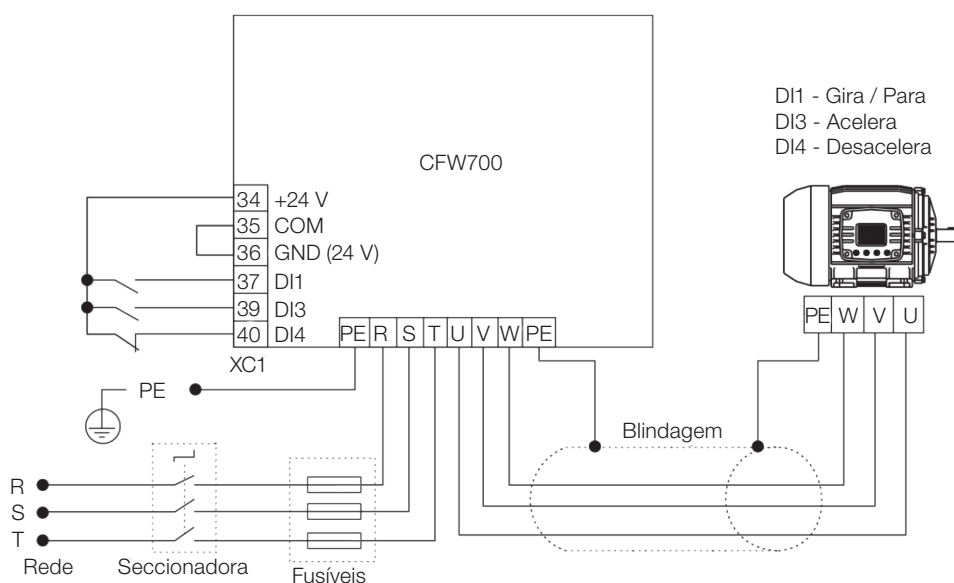 DI1 - Gira / Para
DI3 - Acelera
DI4 - Desacelera
CFW700
34 +24 V
35 COM
36 GND (24 V)
37 DI1
39 DI3
40 DI4
XC1
PE R S T U V W PE
PE W V U
PE
Blindagem
R
S
T
Rede
Seccionadora
Fusíveis